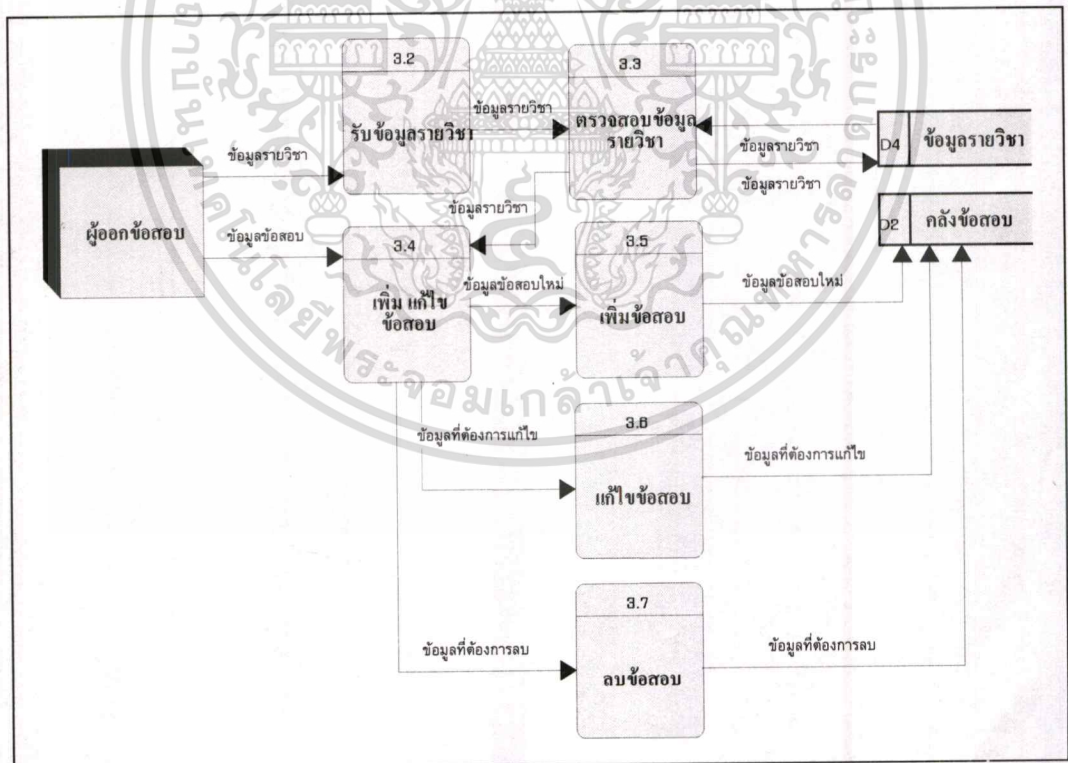 3.2
รับข้อมูลรายวิชา
ข้อมูลรายวิชา
3.3
ตรวจสอบข้อมูล
รายวิชา
ข้อมูลรายวิชา
ข้อมูลรายวิชา
D4 ข้อมูลรายวิชา
D2 คลังข้อสอบ
ผู้ออกข้อสอบ
ข้อมูลรายวิชา
ข้อมูลข้อสอบ
ข้อมูลรายวิชา
3.4
เพิ่ม แก้ไข
ข้อสอบ
ข้อมูลข้อสอบใหม่
3.5
เพิ่มข้อสอบ
ข้อมูลข้อสอบใหม่
ข้อมูลที่ต้องการแก้ไข
3.6
แก้ไขข้อสอบ
ข้อมูลที่ต้องการแก้ไข
ข้อมูลที่ต้องการลบ
3.7
ลบข้อสอบ
ข้อมูลที่ต้องการลบ